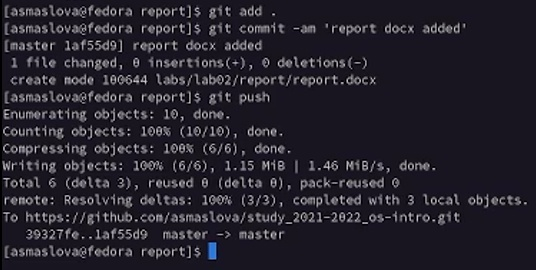 [asmaslova@fedora report]$ git add .
[asmaslova@fedora report]$ git commit -am 'report docx added'
[master 1af55d9] report docx added
 1 file changed, 0 insertions(+), 0 deletions(-)
 create mode 100644 labs/lab02/report/report.docx
[asmaslova@fedora report]$ git push
Enumerating objects: 10, done.
Counting objects: 100% (10/10), done.
Compressing objects: 100% (6/6), done.
Writing objects: 100% (6/6), 1.15 MiB | 1.46 MiB/s, done.
Total 6 (delta 3), reused 0 (delta 0), pack-reused 0
remote: Resolving deltas: 100% (3/3), completed with 3 local objects.
To https://github.com/asmaslova/study_2021-2022_os-intro.git
   39327fe..1af55d9  master -> master
[asmaslova@fedora report]$